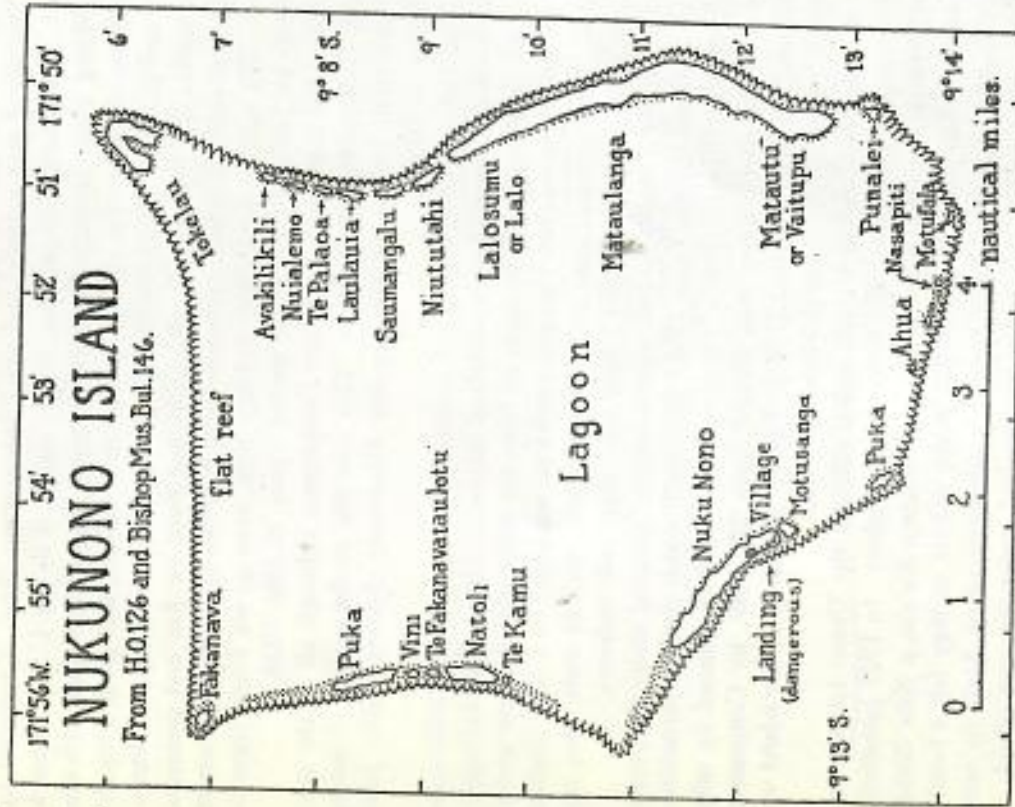 NUKUNONO ISLAND
From H.O.126 and Bishop Mus.Bul.146.
171°56'W.
55'
54'
53'
52'
51'
171° 50'
6'
7'
9° 8' S.
9'
10'
11'
12'
13'
9°14'
Tokelau
flat reef
Fakanava
Avakilikili
Nuialemo
Te Palaoa
Laulauia
Saumangalu
Niututahi
Lalosumu
or Lalo
Mataulanga
Matautu
or Vaitupu
Punalei
Nasapiti
Motufala
Ahua
Puka
Lagoon
Puka
Vini
Te Fakanavataulotu
Natoli
Te Kamu
Nuku Nono
Village
Motusanga
Landing
(dangerous)
9°13' S.
0
1
2
3
4
nautical miles.